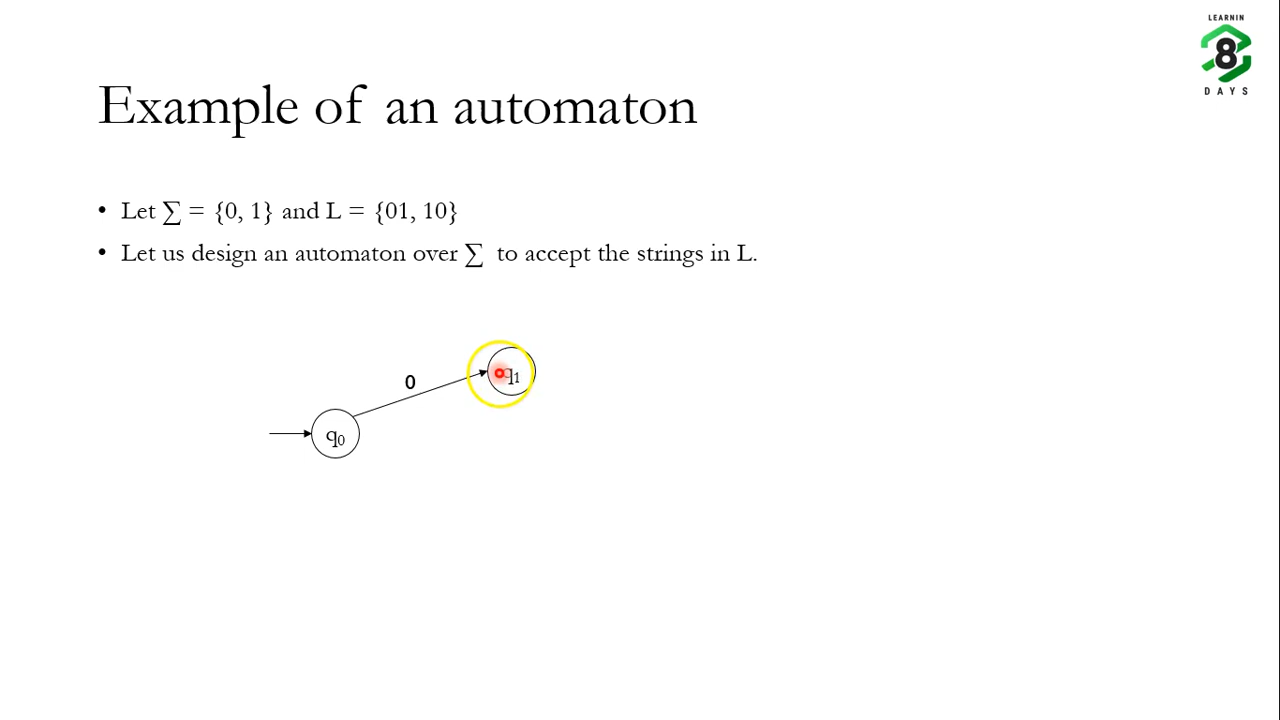 LEARNIN
8
DAYS
Example of an automaton
• Let ∑ = {0, 1} and L = {01, 10}
• Let us design an automaton over ∑ to accept the strings in L.
0
q₁
q₀